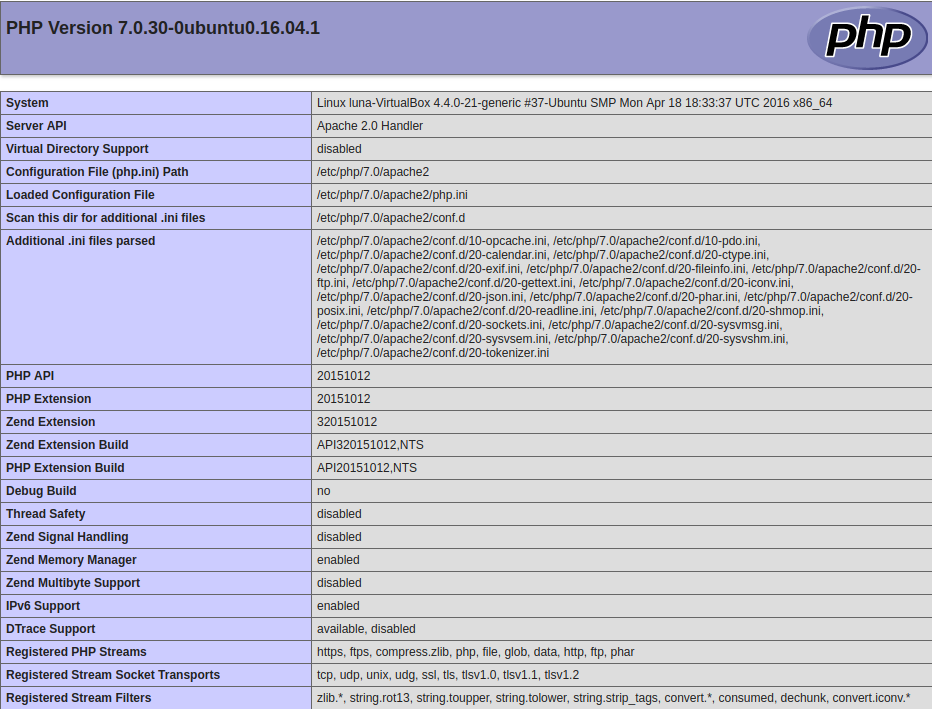 PHP Version 7.0.30-0ubuntu0.16.04.1
php
System Linux luna-VirtualBox 4.4.0-21-generic #37-Ubuntu SMP Mon Apr 18 18:33:37 UTC 2016 x86_64
Server API Apache 2.0 Handler
Virtual Directory Support disabled
Configuration File (php.ini) Path /etc/php/7.0/apache2
Loaded Configuration File /etc/php/7.0/apache2/php.ini
Scan this dir for additional .ini files /etc/php/7.0/apache2/conf.d
Additional .ini files parsed /etc/php/7.0/apache2/conf.d/10-opcache.ini, /etc/php/7.0/apache2/conf.d/10-pdo.ini,
/etc/php/7.0/apache2/conf.d/20-calendar.ini, /etc/php/7.0/apache2/conf.d/20-ctype.ini,
/etc/php/7.0/apache2/conf.d/20-exif.ini, /etc/php/7.0/apache2/conf.d/20-fileinfo.ini, /etc/php/7.0/apache2/conf.d/20-
ftp.ini, /etc/php/7.0/apache2/conf.d/20-gettext.ini, /etc/php/7.0/apache2/conf.d/20-iconv.ini,
/etc/php/7.0/apache2/conf.d/20-json.ini, /etc/php/7.0/apache2/conf.d/20-phar.ini, /etc/php/7.0/apache2/conf.d/20-
posix.ini, /etc/php/7.0/apache2/conf.d/20-readline.ini, /etc/php/7.0/apache2/conf.d/20-shmop.ini,
/etc/php/7.0/apache2/conf.d/20-sockets.ini, /etc/php/7.0/apache2/conf.d/20-sysvmsg.ini,
/etc/php/7.0/apache2/conf.d/20-sysvsem.ini, /etc/php/7.0/apache2/conf.d/20-sysvshm.ini,
/etc/php/7.0/apache2/conf.d/20-tokenizer.ini
PHP API 20151012
PHP Extension 20151012
Zend Extension 320151012
Zend Extension Build API320151012,NTS
PHP Extension Build API20151012,NTS
Debug Build no
Thread Safety disabled
Zend Signal Handling disabled
Zend Memory Manager enabled
Zend Multibyte Support disabled
IPv6 Support enabled
DTrace Support available, disabled
Registered PHP Streams https, ftps, compress.zlib, php, file, glob, data, http, ftp, phar
Registered Stream Socket Transports tcp, udp, unix, udg, ssl, tls, tlsv1.0, tlsv1.1, tlsv1.2
Registered Stream Filters zlib.*, string.rot13, string.toupper, string.tolower, string.strip_tags, convert.*, consumed, dechunk, convert.iconv.*